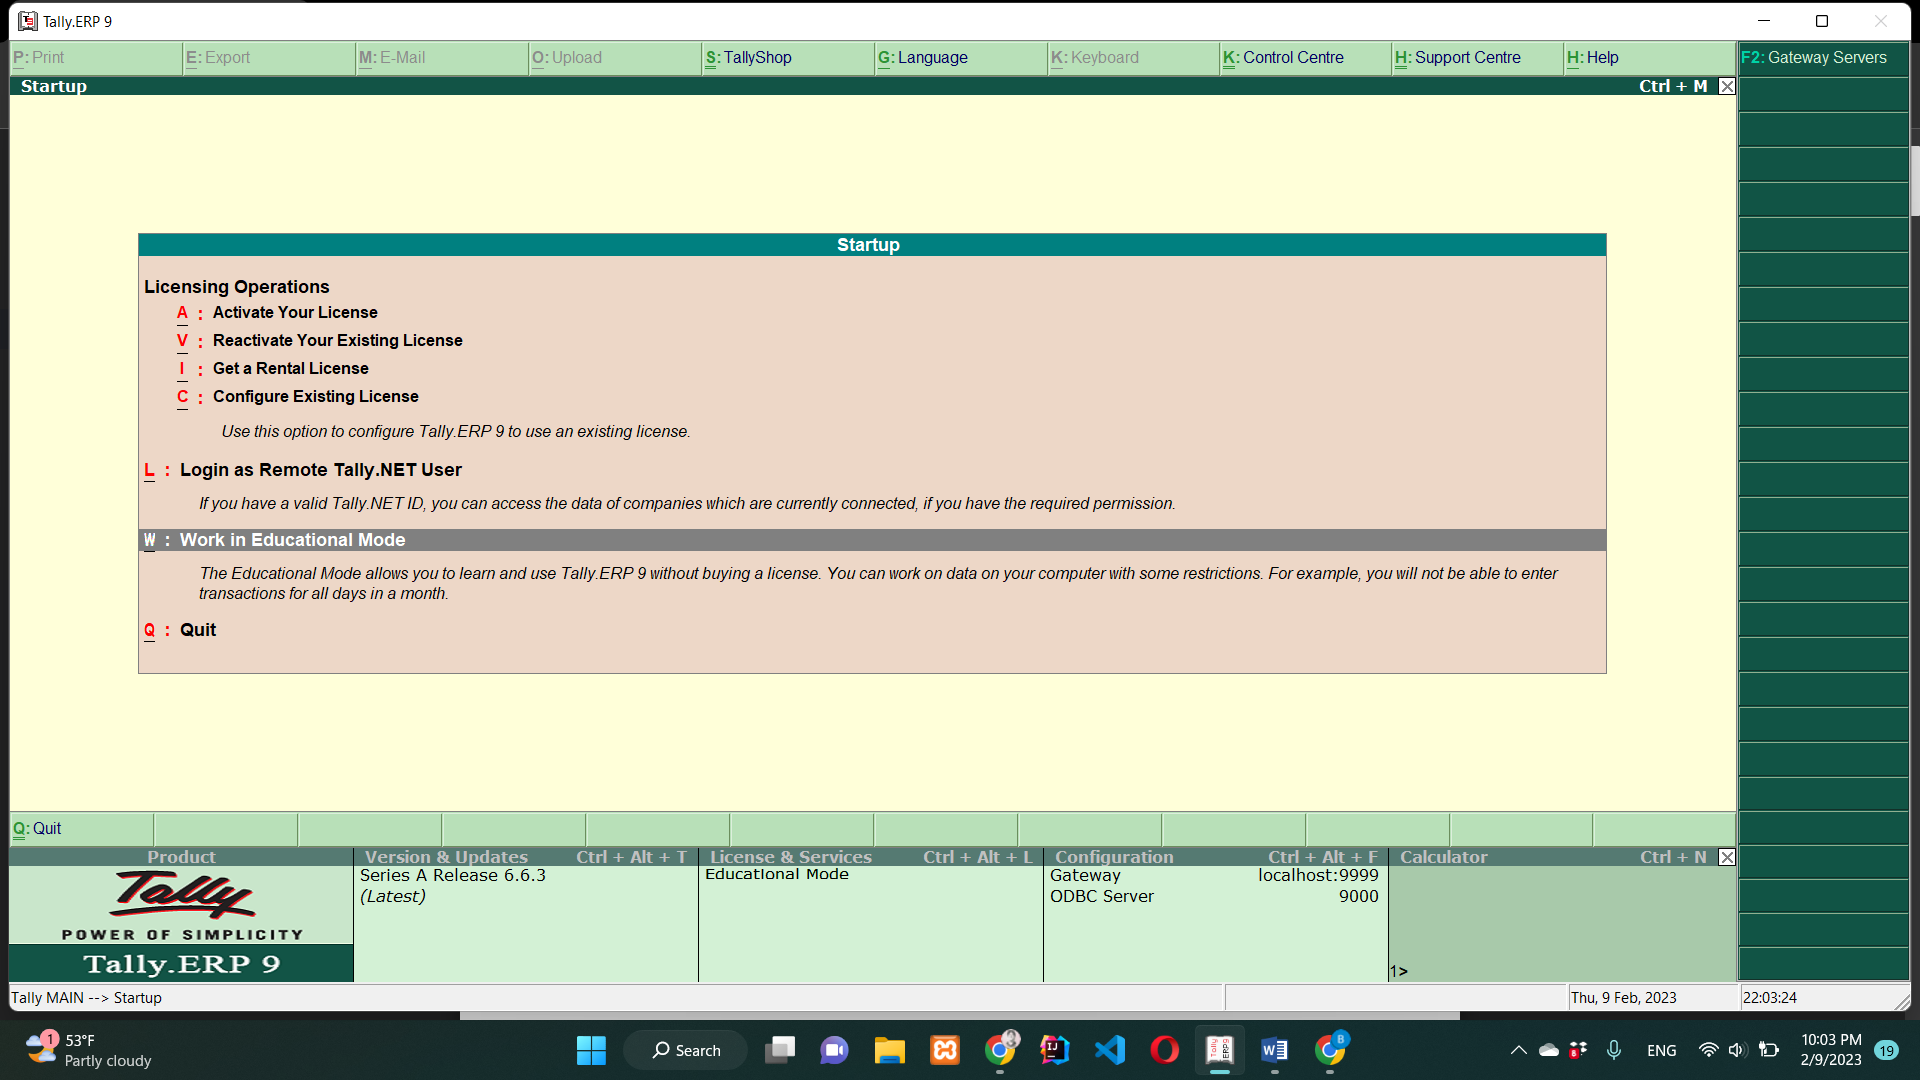 Tally.ERP 9
P: Print
E: Export
M: E-Mail
O: Upload
S: TallyShop
G: Language
K: Keyboard
K: Control Centre
H: Support Centre
H: Help
F2: Gateway Servers
Startup
Ctrl + M
Startup
Licensing Operations
A : Activate Your License
V : Reactivate Your Existing License
I : Get a Rental License
C : Configure Existing License
Use this option to configure Tally.ERP 9 to use an existing license.
L : Login as Remote Tally.NET User
If you have a valid Tally.NET ID, you can access the data of companies which are currently connected, if you have the required permission.
W : Work in Educational Mode
The Educational Mode allows you to learn and use Tally.ERP 9 without buying a license. You can work on data on your computer with some restrictions. For example, you will not be able to enter
transactions for all days in a month.
Q : Quit
Q: Quit
Product
Version & Updates Ctrl + Alt + T
License & Services Ctrl + Alt + L
Configuration Ctrl + Alt + F
Calculator Ctrl + N
Tally
POWER OF SIMPLICITY
Tally.ERP 9
Series A Release 6.6.3
(Latest)
Educational Mode
Gateway localhost:9999
ODBC Server 9000
1>
Tally MAIN --> Startup
Thu, 9 Feb, 2023
22:03:24
1
53°F
Partly cloudy
Search
ENG
10:03 PM
2/9/2023
19